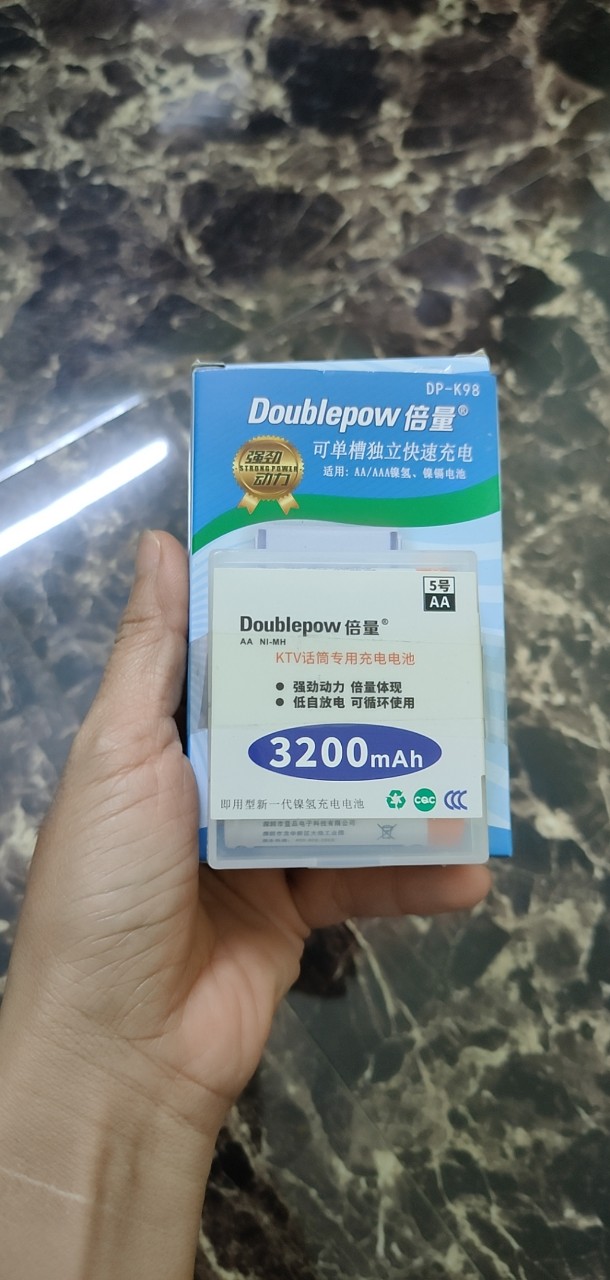 DP-K98
Doublepow 倍量®
可单槽独立快速充电
适用: AA/AAA镍氢、镍镉电池
强劲
STRONG POWER
动力
5号
AA
Doublepow 倍量®
AA NI-MH
KTV话筒专用充电电池
● 强劲动力 倍量体现
● 低自放电 可循环使用
3200mAh
即用型新一代镍氢充电电池
CQC
CCC